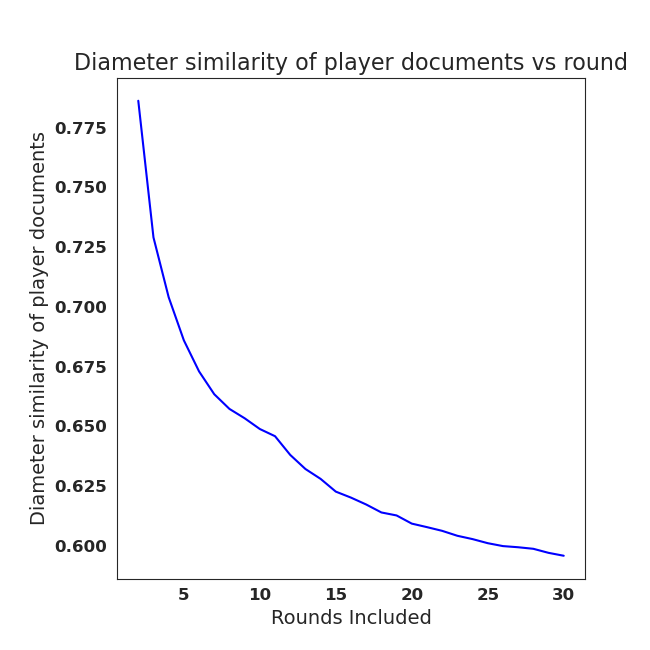 Diameter similarity of player documents vs round
Diameter similarity of player documents
0.775
0.750
0.725
0.700
0.675
0.650
0.625
0.600
5 10 15 20 25 30
Rounds Included